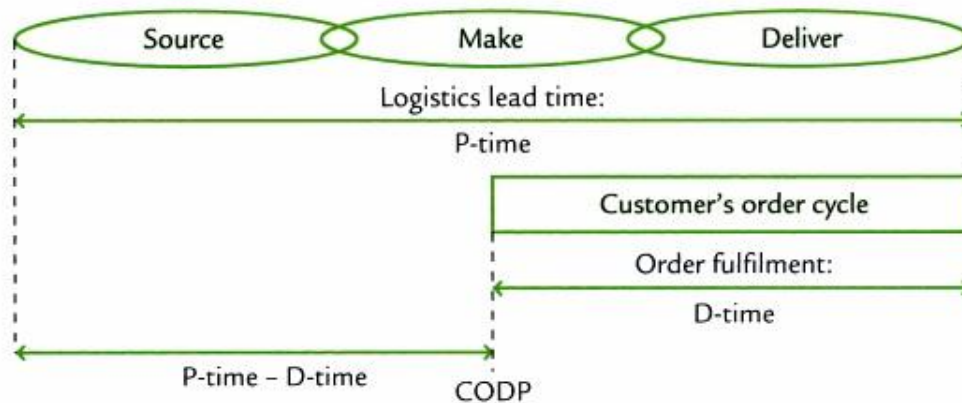 Source Make Deliver
Logistics lead time:
P-time
Customer's order cycle
Order fulfilment:
D-time
P-time – D-time
CODP